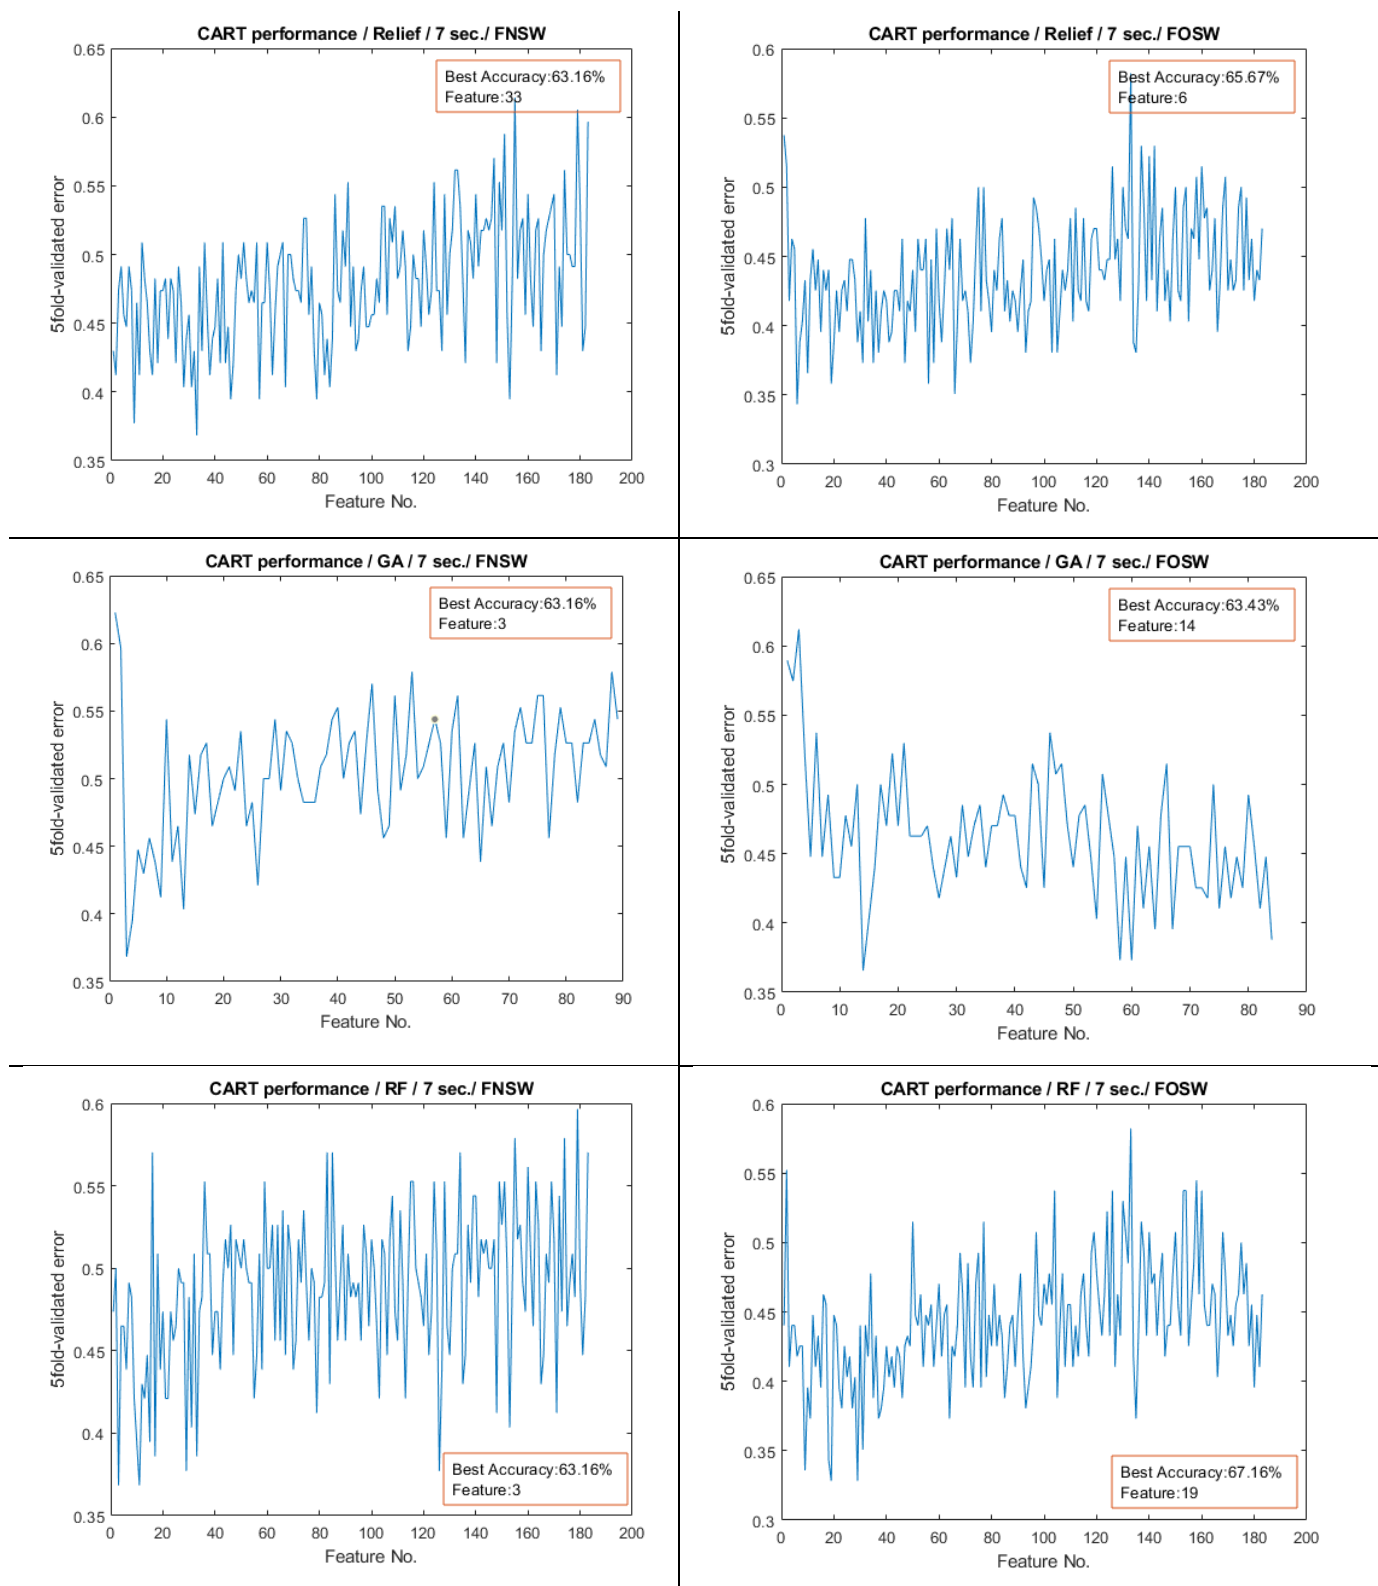 CART performance / Relief / 7 sec./ FNSW
0.65
0.6
0.55
0.5
0.45
0.4
0.35
5fold-validated error
Best Accuracy:63.16%
Feature:33
0 20 40 60 80 100 120 140 160 180 200
Feature No.
CART performance / Relief / 7 sec./ FOSW
0.6
0.55
0.5
0.45
0.4
0.35
0.3
5fold-validated error
Best Accuracy:65.67%
Feature:6
0 20 40 60 80 100 120 140 160 180 200
Feature No.
CART performance / GA / 7 sec./ FNSW
0.65
0.6
0.55
0.5
0.45
0.4
0.35
5fold-validated error
Best Accuracy:63.16%
Feature:3
0 10 20 30 40 50 60 70 80 90
Feature No.
CART performance / GA / 7 sec./ FOSW
0.65
0.6
0.55
0.5
0.45
0.4
0.35
5fold-validated error
Best Accuracy:63.43%
Feature:14
0 10 20 30 40 50 60 70 80 90
Feature No.
CART performance / RF / 7 sec./ FNSW
0.6
0.55
0.5
0.45
0.4
0.35
5fold-validated error
Best Accuracy:63.16%
Feature:3
0 20 40 60 80 100 120 140 160 180 200
Feature No.
CART performance / RF / 7 sec./ FOSW
0.6
0.55
0.5
0.45
0.4
0.35
0.3
5fold-validated error
Best Accuracy:67.16%
Feature:19
0 20 40 60 80 100 120 140 160 180 200
Feature No.